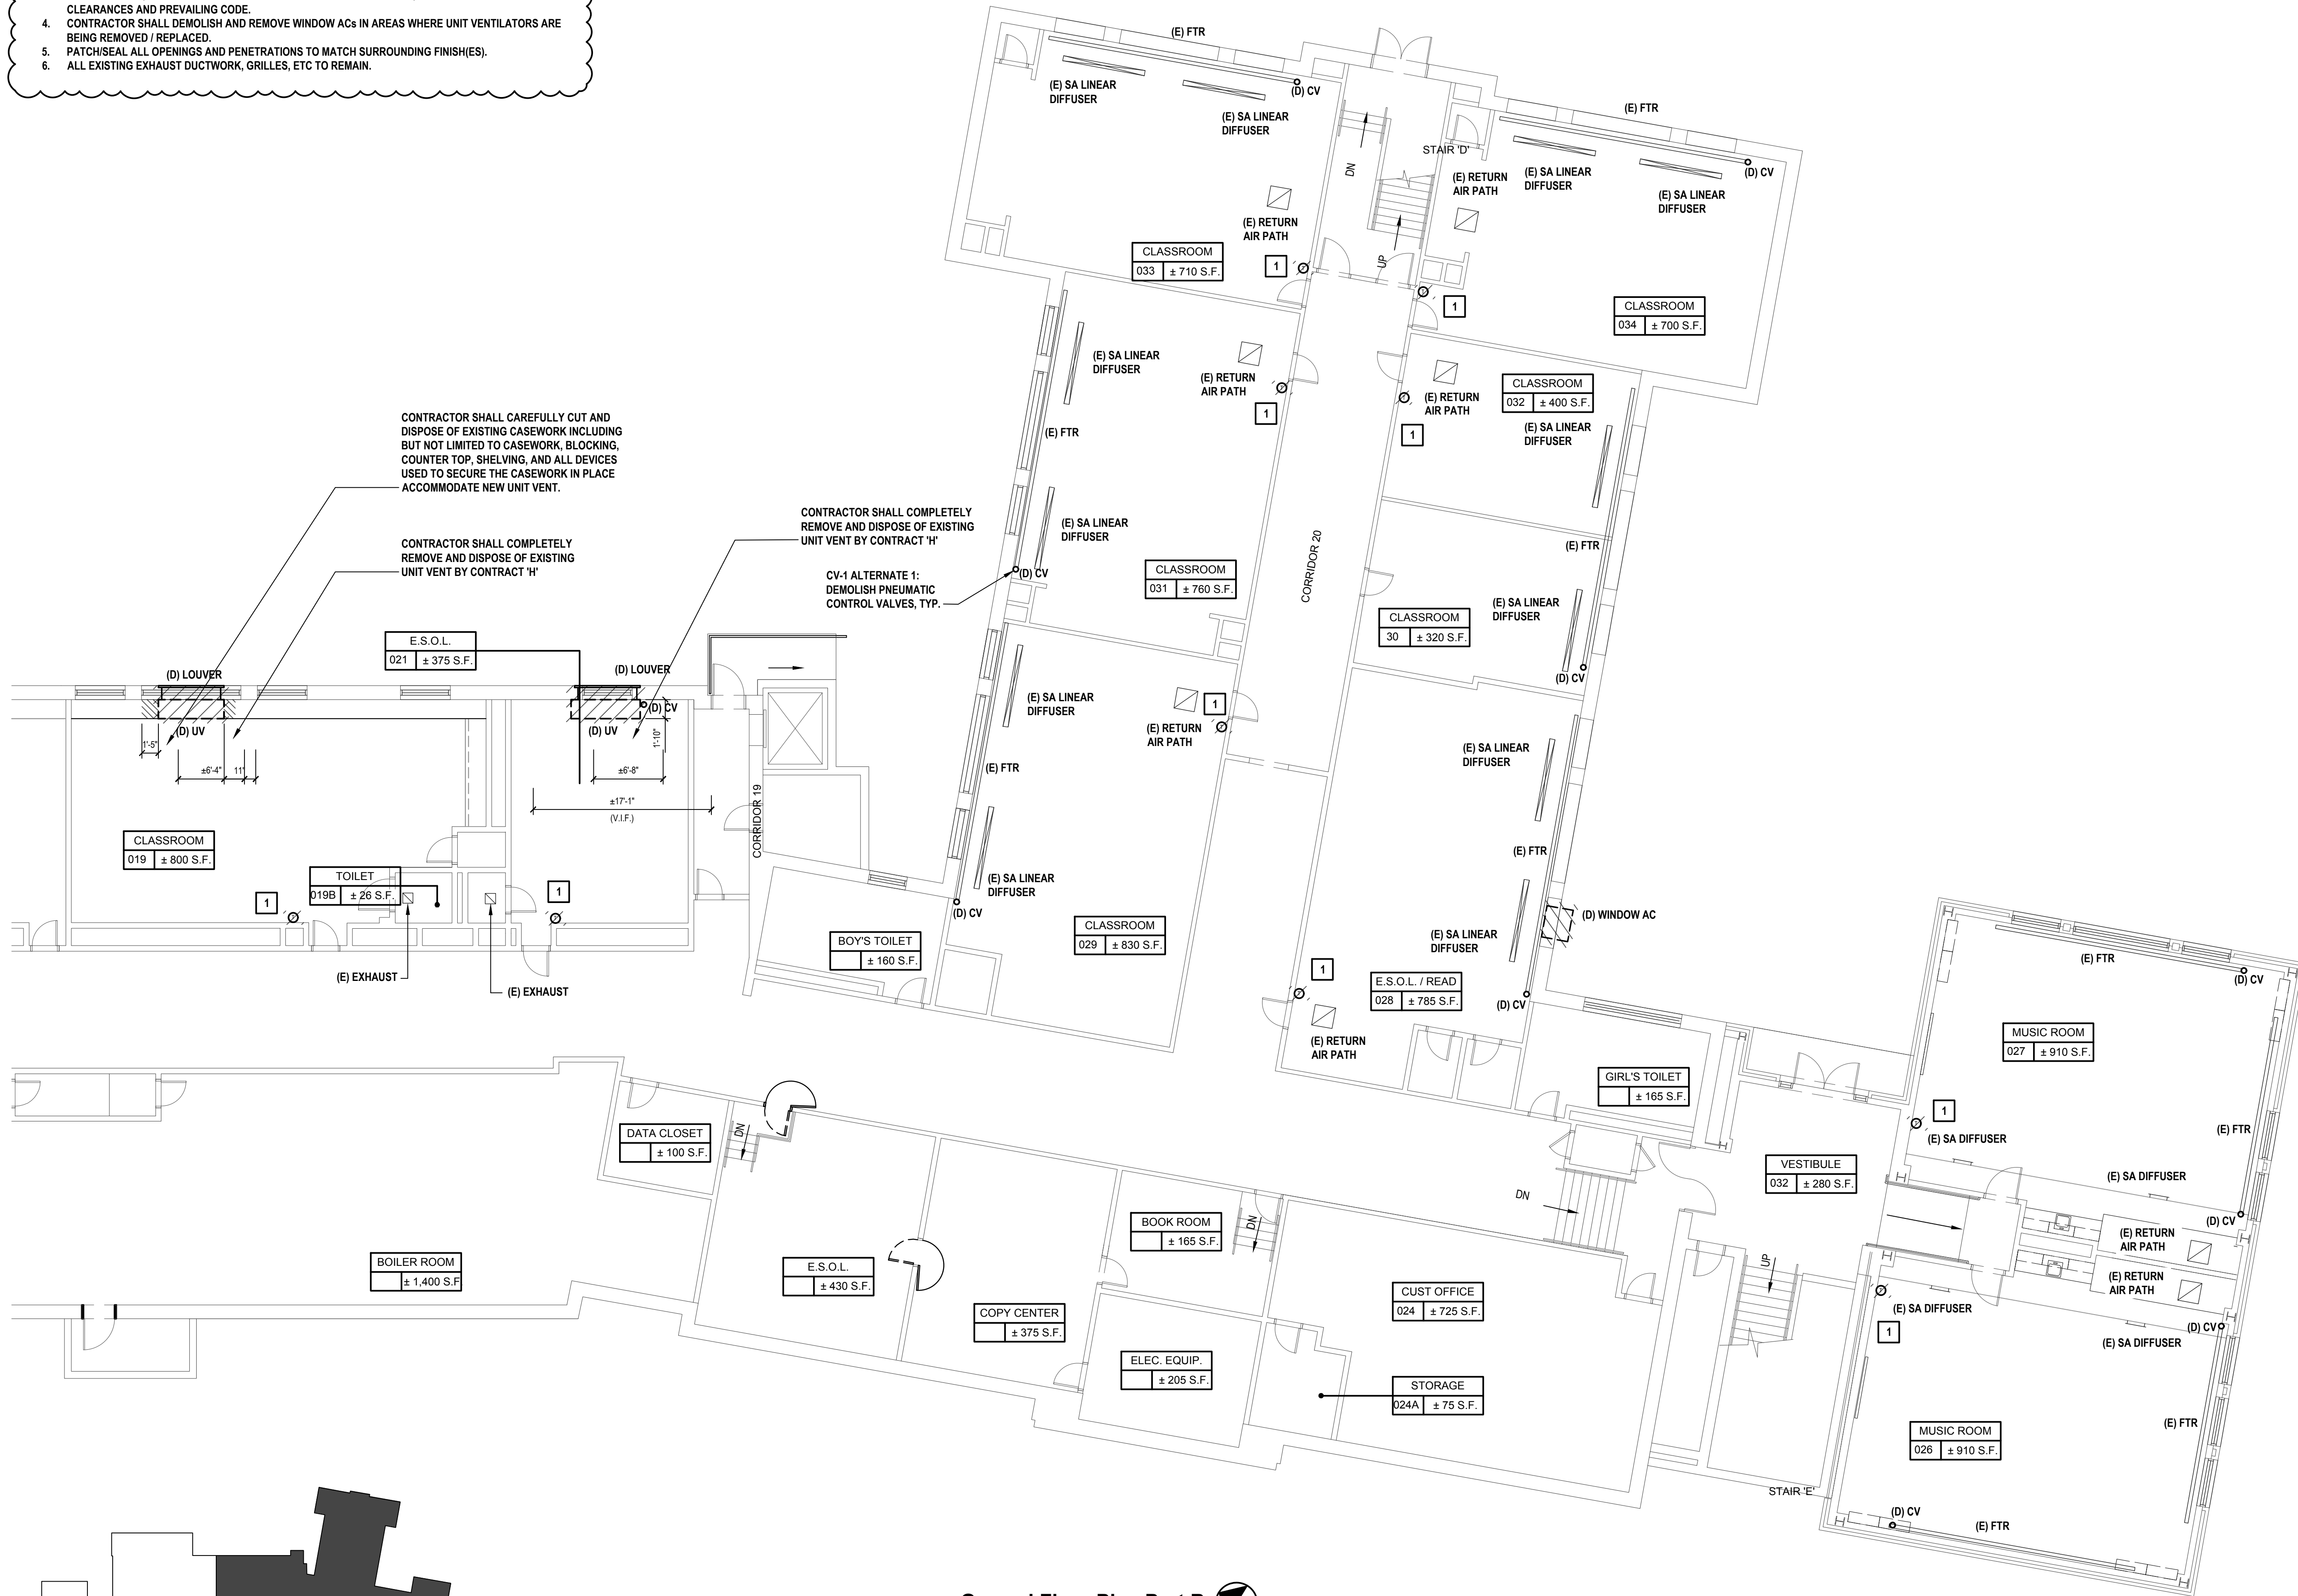 CLEARANCES AND PREVAILING CODE.
4. CONTRACTOR SHALL DEMOLISH AND REMOVE WINDOW ACs IN AREAS WHERE UNIT VENTILATORS ARE
BEING REMOVED / REPLACED.
5. PATCH/SEAL ALL OPENINGS AND PENETRATIONS TO MATCH SURROUNDING FINISH(ES).
6. ALL EXISTING EXHAUST DUCTWORK, GRILLES, ETC TO REMAIN.
(E) FTR
(E) SA LINEAR
DIFFUSER
(D) CV
(E) SA LINEAR
DIFFUSER
(E) RETURN
AIR PATH
CLASSROOM
033 ± 710 S.F.
1
DN
UP
STAIR 'D'
(E) FTR
(E) RETURN
AIR PATH
(E) SA LINEAR
DIFFUSER
(E) SA LINEAR
DIFFUSER
(D) CV
1
CLASSROOM
034 ± 700 S.F.
(E) SA LINEAR
DIFFUSER
(E) RETURN
AIR PATH
1
(E) FTR
(E) SA LINEAR
DIFFUSER
(D) CV
CLASSROOM
031 ± 760 S.F.
(E) RETURN
AIR PATH
1
CLASSROOM
032 ± 400 S.F.
(E) SA LINEAR
DIFFUSER
(E) FTR
CORRIDOR 20
(E) SA LINEAR
DIFFUSER
CLASSROOM
30 ± 320 S.F.
(D) CV
CONTRACTOR SHALL CAREFULLY CUT AND
DISPOSE OF EXISTING CASEWORK INCLUDING
BUT NOT LIMITED TO CASEWORK, BLOCKING,
COUNTER TOP, SHELVING, AND ALL DEVICES
USED TO SECURE THE CASEWORK IN PLACE
ACCOMMODATE NEW UNIT VENT.
CONTRACTOR SHALL COMPLETELY
REMOVE AND DISPOSE OF EXISTING
UNIT VENT BY CONTRACT 'H'
CONTRACTOR SHALL COMPLETELY
REMOVE AND DISPOSE OF EXISTING
UNIT VENT BY CONTRACT 'H'
CV-1 ALTERNATE 1:
DEMOLISH PNEUMATIC
CONTROL VALVES, TYP.
E.S.O.L.
021 ± 375 S.F.
(D) LOUVER
(D) LOUVER
(D) CV
(D) UV
(D) UV
1'-5"
±6'-4"
11"
±6'-8"
1'-10"
±17'-1"
(V.I.F.)
CORRIDOR 19
CLASSROOM
019 ± 800 S.F.
TOILET
019B ± 26 S.F.
1
1
(E) EXHAUST
(E) EXHAUST
(E) SA LINEAR
DIFFUSER
(E) RETURN
AIR PATH
1
(E) FTR
(E) SA LINEAR
DIFFUSER
(D) CV
CLASSROOM
029 ± 830 S.F.
BOY'S TOILET
± 160 S.F.
(E) SA LINEAR
DIFFUSER
(E) FTR
(E) SA LINEAR
DIFFUSER
(D) WINDOW AC
1
E.S.O.L. / READ
028 ± 785 S.F.
(D) CV
(E) RETURN
AIR PATH
GIRL'S TOILET
± 165 S.F.
(E) FTR
(D) CV
MUSIC ROOM
027 ± 910 S.F.
1
(E) SA DIFFUSER
(E) FTR
(E) SA DIFFUSER
(D) CV
(E) RETURN
AIR PATH
(E) RETURN
AIR PATH
VESTIBULE
032 ± 280 S.F.
DATA CLOSET
± 100 S.F.
DN
BOILER ROOM
± 1,400 S.F
E.S.O.L.
± 430 S.F.
COPY CENTER
± 375 S.F.
BOOK ROOM
± 165 S.F.
DN
DN
ELEC. EQUIP.
± 205 S.F.
CUST OFFICE
024 ± 725 S.F.
STORAGE
024A ± 75 S.F.
UP
STAIR 'E'
(E) SA DIFFUSER
1
(D) CV
(E) SA DIFFUSER
(E) FTR
MUSIC ROOM
026 ± 910 S.F.
(D) CV
(E) FTR